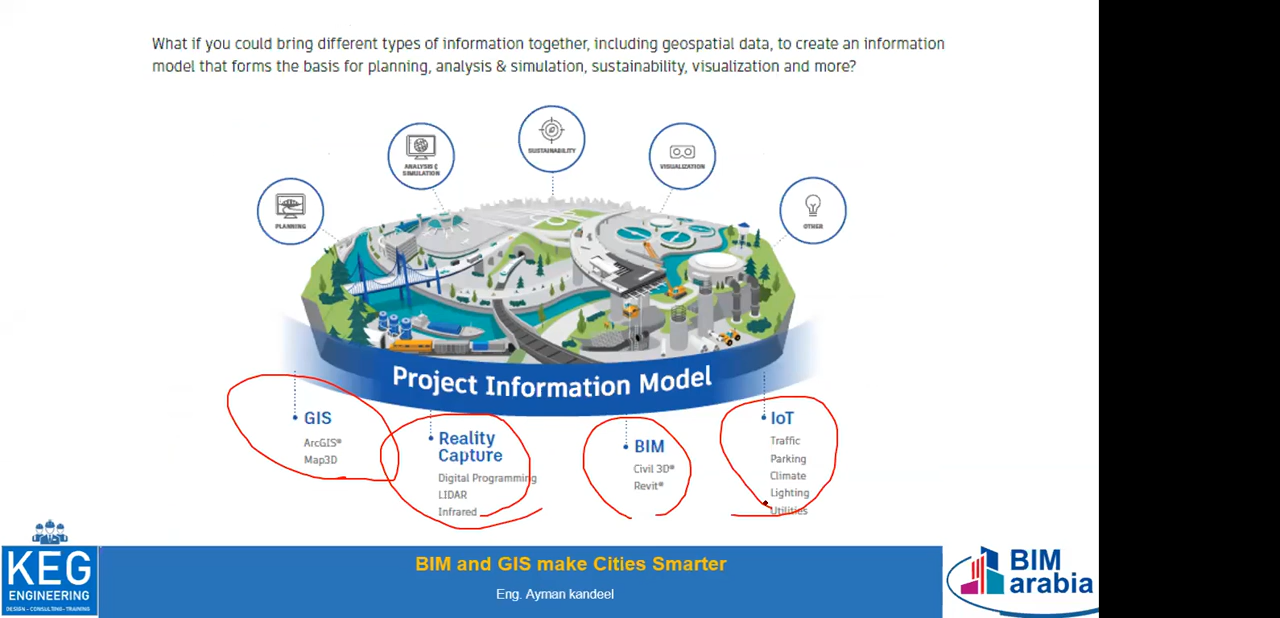 What if you could bring different types of information together, including geospatial data, to create an information
model that forms the basis for planning, analysis & simulation, sustainability, visualization and more?
SUSTAINABILITY
ANALYSIS &
SIMULATION
VISUALIZATION
PLANNING
OTHER
Project Information Model
GIS
ArcGIS®
Map3D
Reality
Capture
Digital Programming
LIDAR
Infrared
BIM
Civil 3D®
Revit®
IoT
Traffic
Parking
Climate
Lighting
Utilities
KEG
ENGINEERING
DESIGN - CONSULTING - TRAINING
BIM and GIS make Cities Smarter
Eng. Ayman kandeel
BIM
arabia